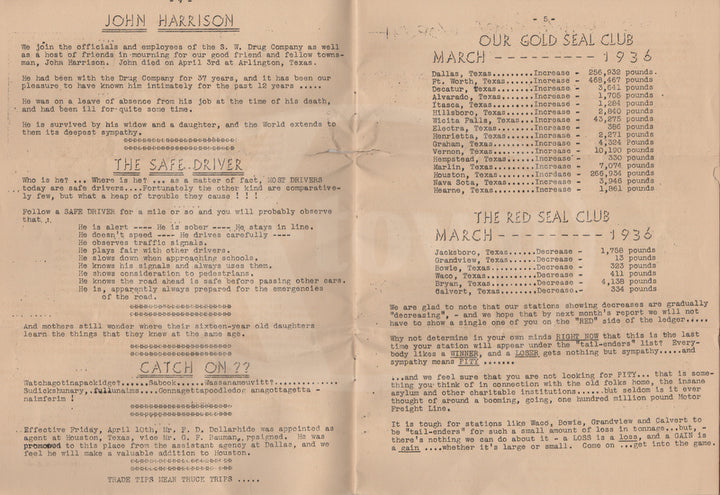 JOHN HARRISON
We join the officials and employees of the S. W. Drug Company as well
as a host of friends in mourning for our good friend and fellow towns-
man, John Harrison. John died on April 3rd at Arlington, Texas.
He had been with the Drug Company for 37 years, and it has been our
pleasure to have known him intimately for the past 12 years .....
He was on a leave of absence from his job at the time of his death,
and had been ill for quite some time.
He is survived by his widow and a daughter, and the World extends to
them its deepest sympathy.
THE SAFE DRIVER
Who is he? ... Where is he? ... as a matter of fact, MOST DRIVERS
today are safe drivers....Fortunately the other kind are comparative-
ly few, but what a heap of trouble they cause ! ! !
Follow a SAFE DRIVER for a mile or so and you will probably observe
that.
He is alert ---- He is sober ---- He stays in line.
He doesn't speed ---- He drives carefully ----
He observes traffic signals.
He plays fair with other drivers.
He slows down when approaching schools.
He knows his signals and always uses them.
He shows consideration to pedestrians.
He knows the road ahead is safe before passing other cars.
He is, apparently always prepared for the emergencies
of the road.
And mothers still wonder where their sixteen-year old daughters
learn the things that they knew at the same age.
CATCH ON ??
Watchagotinapackidge?.....Sabook....Wassanameuvitt?.............
Sudickshunary,.fullunaims....Gonnagettapoodledog anagottagetta -
naimferim !
Effective Friday, April 10th, Mr. F. D. Dollarhide was appointed as
agent at Houston, Texas, vice Mr. G. F. Bauman, resigned. He was
promoted to this place from the assistant agency at Dallas, and we
feel he will make a valuable addition to Houston.
TRADE TIPS MEAN TRUCK TRIPS .....
- 5.-
OUR GOLD SEAL CLUB
MARCH - - - - - - - - - 1936
Dallas, Texas........Increase - 256,932 pounds.
Ft. Worth, Texas.....Increase - 468,467 pounds
Decatur, Texas.......Increase - 3,641 pounds
Alvarado, Texas......Increase - 1,705 pounds
Itasca, Texas........Increase - 1,284 pounds
Hillsboro, Texas.....Increase - 2,840 pounds
Wicita Falls, Texas..Increase - 43,275 pounds
Electra, Texas.......Increase - 386 pounds
Henrietta, Texas.....Increase - 2,271 pounds
Graham, Texas........Increase - 4,324 pounds
Vernon, Texas........Increase - 10,190 pounds
Hempstead, Texas.....Increase - 330 pounds
Marlin, Texas........Increase - 7,074 pounds
Houston, Texas.......Increase - 266,934 pounds
Nava Sota, Texas.....Increase - 3,946 pounds
Hearne, Texas........Increase - 1,861 pounds
THE RED SEAL CLUB
MARCH - - - - - - - - - 1936
Jacksboro, Texas.....Decrease - 1,758 pounds
Grandview, Texas.....Decrease - 13 pounds
Bowie, Texas.........Decrease - 323 pounds
Waco, Texas..........Decrease - 411 pounds
Bryan, Texas.........Decrease - 4,138 pounds
Calvert, Texas.......Decrease - 334 pounds
We are glad to note that our stations showing decreases are gradually
"decreasing", - and we hope that by next month's report we will not
have to show a single one of you on the "RED" side of the ledger.....
Why not determine in your own minds RIGHT NOW that this is the last
time your station will appear under the "tail-enders" list? Every-
body likes a WINNER, and a LOSER gets nothing but sympathy....and
sympathy means PITY .......
...and we feel sure that you are not looking for PITY... that is some-
thing you think of in connection with the old folks home, the insane
asylum and other charitable institutions......but seldom is it ever
thought of around a booming, going, one hundred million pound Motor
Freight Line.
It is tough for stations like Waco, Bowie, Grandview and Calvert to
be "tail-enders" for such a small amount of loss in tonnage...but, -
there's nothing we can do about it - a LOSS is a loss, and a GAIN is
a gain ....whether it's large or small. Come on ...get into the game.